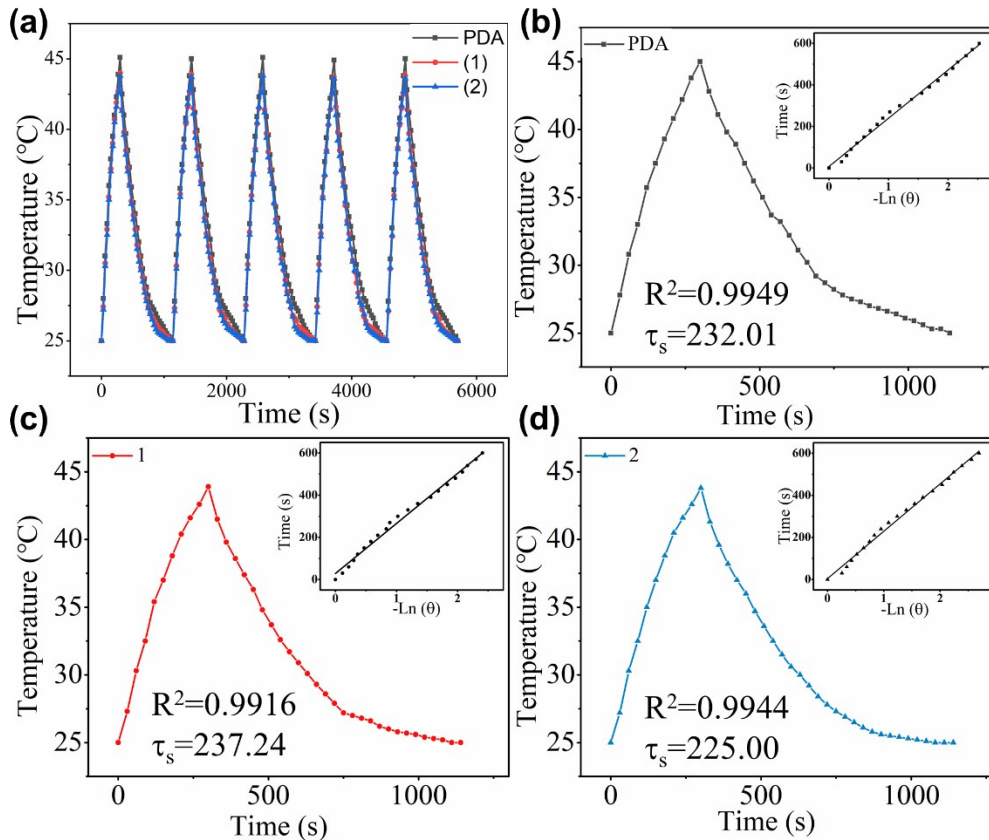 (a)
PDA
(1)
(2)
45
40
35
30
25
Temperature (°C)
0
2000
4000
6000
Time (s)
(b)
PDA
45
40
35
30
25
Temperature (°C)
R²=0.9949
τs=232.01
0
500
1000
Time (s)
600
400
200
0
Time (s)
0
1
2
-Ln (θ)
(c)
1
45
40
35
30
25
Temperature (°C)
R²=0.9916
τs=237.24
0
500
1000
Time (s)
600
400
200
0
Time (s)
0
1
2
-Ln (θ)
(d)
2
45
40
35
30
25
Temperature (°C)
R²=0.9944
τs=225.00
0
500
1000
Time (s)
600
400
200
0
Time (s)
0
1
2
-Ln (θ)